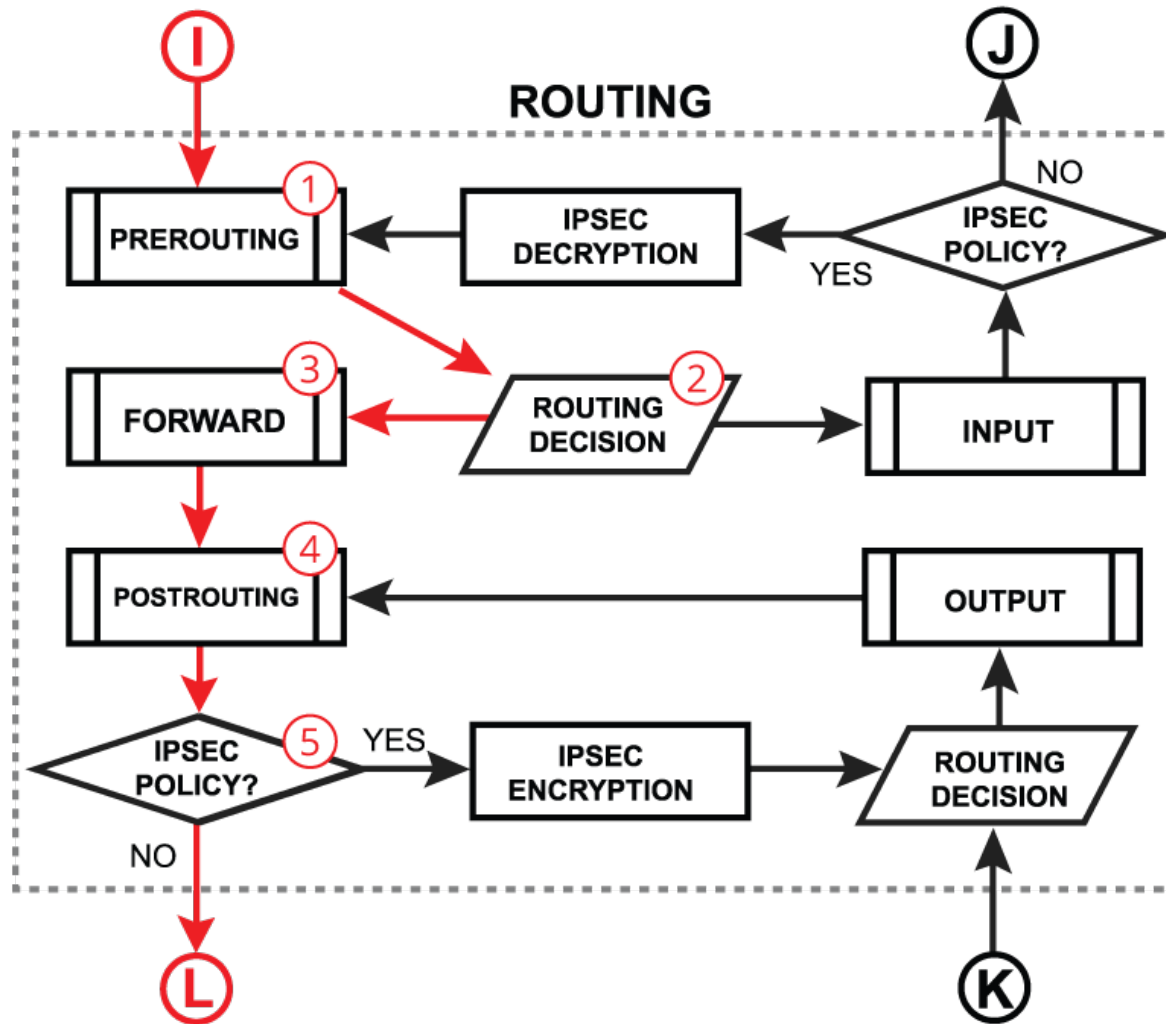 I
J
ROUTING
1
PREROUTING
IPSEC
DECRYPTION
YES
IPSEC
POLICY?
NO
3
FORWARD
2
ROUTING
DECISION
INPUT
4
POSTROUTING
OUTPUT
5
IPSEC
POLICY?
YES
NO
IPSEC
ENCRYPTION
ROUTING
DECISION
L
K